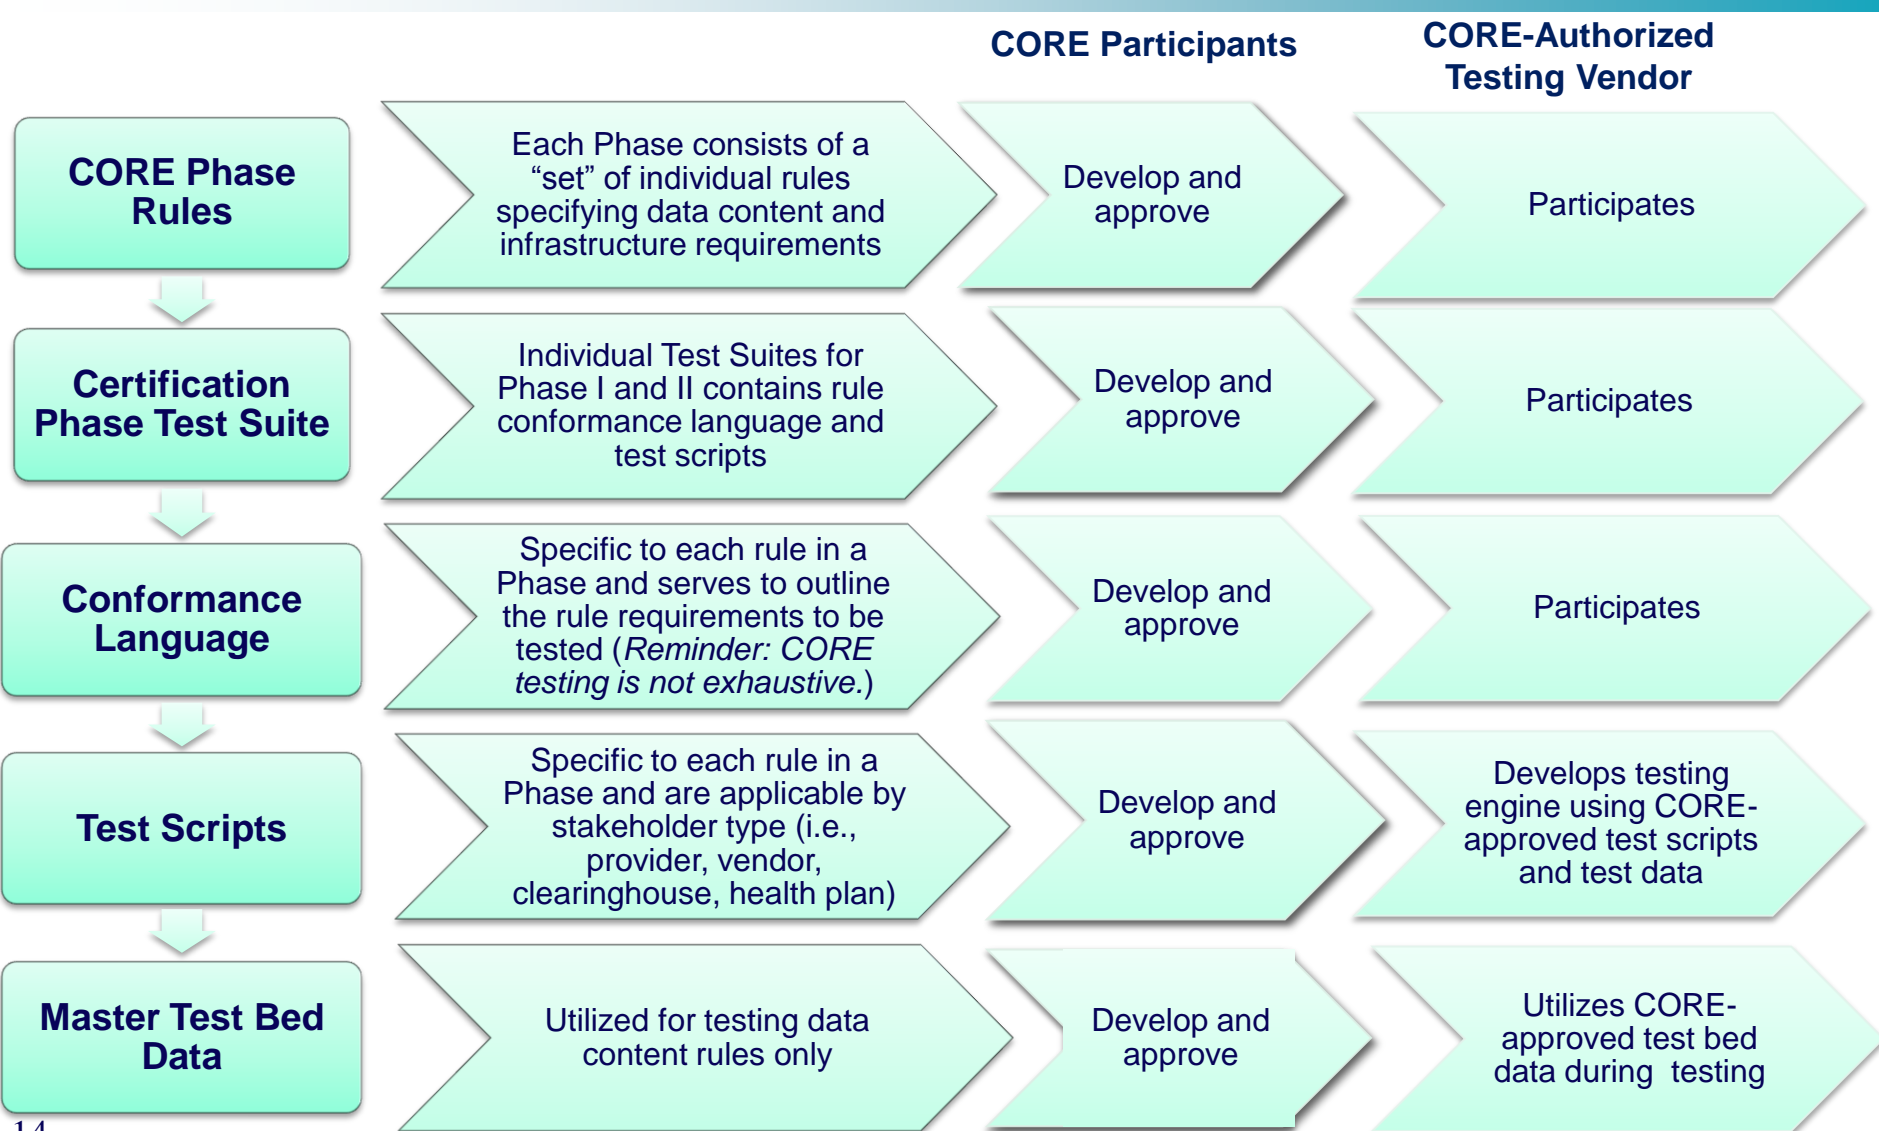 CORE Participants
CORE-Authorized
Testing Vendor
CORE Phase
Rules
Each Phase consists of a
“set” of individual rules
specifying data content and
infrastructure requirements
Develop and
approve
Participates
Certification
Phase Test Suite
Individual Test Suites for
Phase I and II contains rule
conformance language and
test scripts
Develop and
approve
Participates
Conformance
Language
Specific to each rule in a
Phase and serves to outline
the rule requirements to be
tested (Reminder: CORE
testing is not exhaustive.)
Develop and
approve
Participates
Test Scripts
Specific to each rule in a
Phase and are applicable by
stakeholder type (i.e.,
provider, vendor,
clearinghouse, health plan)
Develop and
approve
Develops testing
engine using CORE-
approved test scripts
and test data
Master Test Bed
Data
Utilized for testing data
content rules only
Develop and
approve
Utilizes CORE-
approved test bed
data during  testing
14